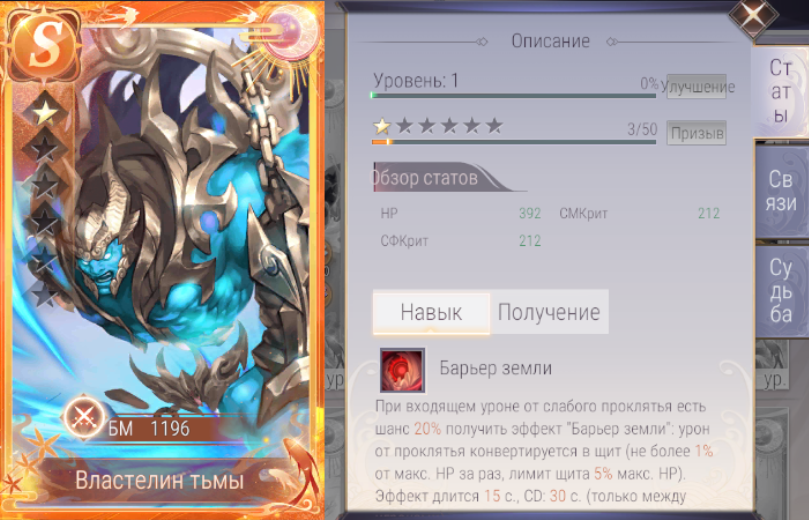 S
БМ 1196
Властелин тьмы
Описание
Уровень: 1
0%
Улучшение
3/50
Призыв
Обзор статов
HP 392 СМКрит 212
СФКрит 212
Навык Получение
Барьер земли
При входящем уроне от слабого проклятья есть
шанс 20% получить эффект "Барьер земли": урон
от проклятья конвертируется в щит (не более 1%
от макс. HP за раз, лимит щита 5% макс. HP).
Эффект длится 15 с., CD: 30 с. (только между
Ст
ат
ы
Св
язи
Су
дь
ба
ур
ур.